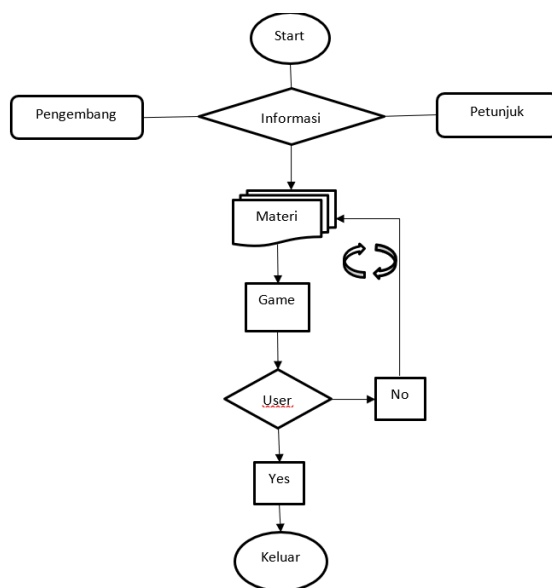 Start
Pengembang
Informasi
Petunjuk
Materi
Game
User
No
Yes
Keluar